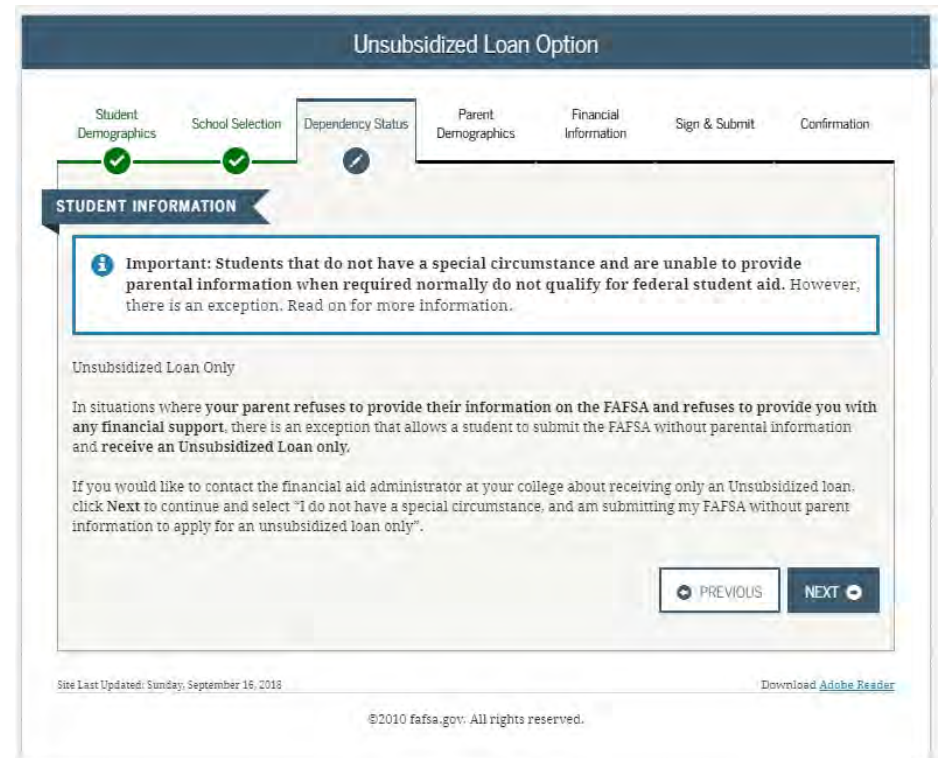 Unsubsidized Loan Option
Student Demographics
School Selection
Dependency Status
Parent Demographics
Financial Information
Sign & Submit
Confirmation
STUDENT INFORMATION
Important: Students that do not have a special circumstance and are unable to provide
parental information when required normally do not qualify for federal student aid. However,
there is an exception. Read on for more information.
Unsubsidized Loan Only
In situations where your parent refuses to provide their information on the FAFSA and refuses to provide you with
any financial support, there is an exception that allows a student to submit the FAFSA without parental information
and receive an Unsubsidized Loan only.
If you would like to contact the financial aid administrator at your college about receiving only an Unsubsidized loan,
click Next to continue and select "I do not have a special circumstance, and am submitting my FAFSA without parent
information to apply for an unsubsidized loan only".
PREVIOUS
NEXT
Site Last Updated: Sunday, September 16, 2018
Download Adobe Reader
©2010 fafsa.gov. All rights reserved.